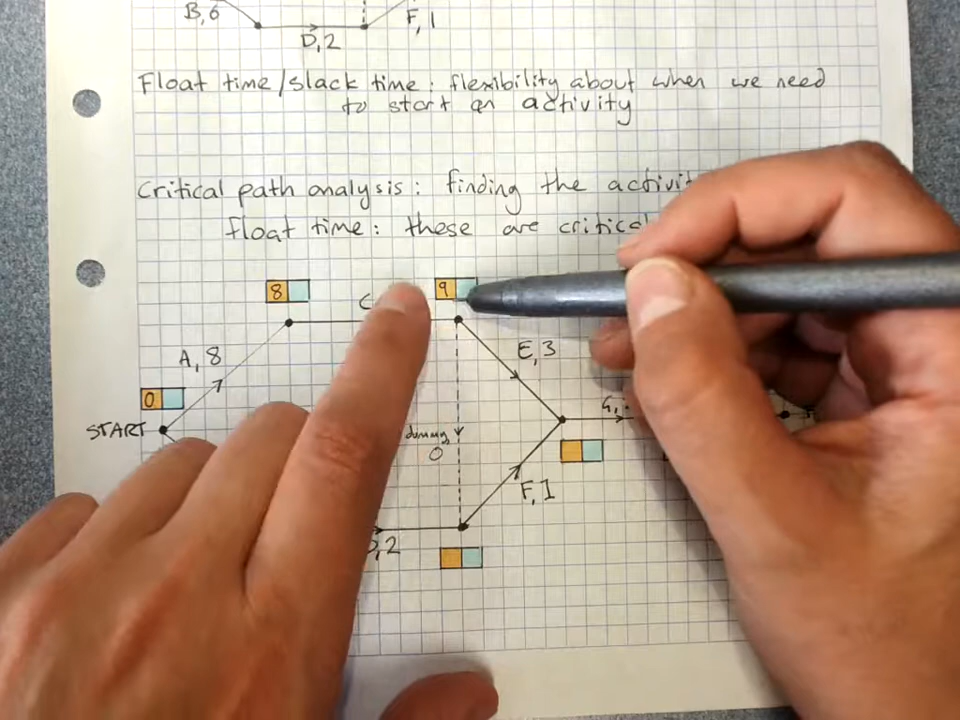 B,6
F,1
D,2
Float time/slack time: flexibility about when we need
to start an activity
Critical path analysis: finding the
float time: these are
8
9
C
A,8
E,3
0
START
G,
dummy,
0
F,1
D,2